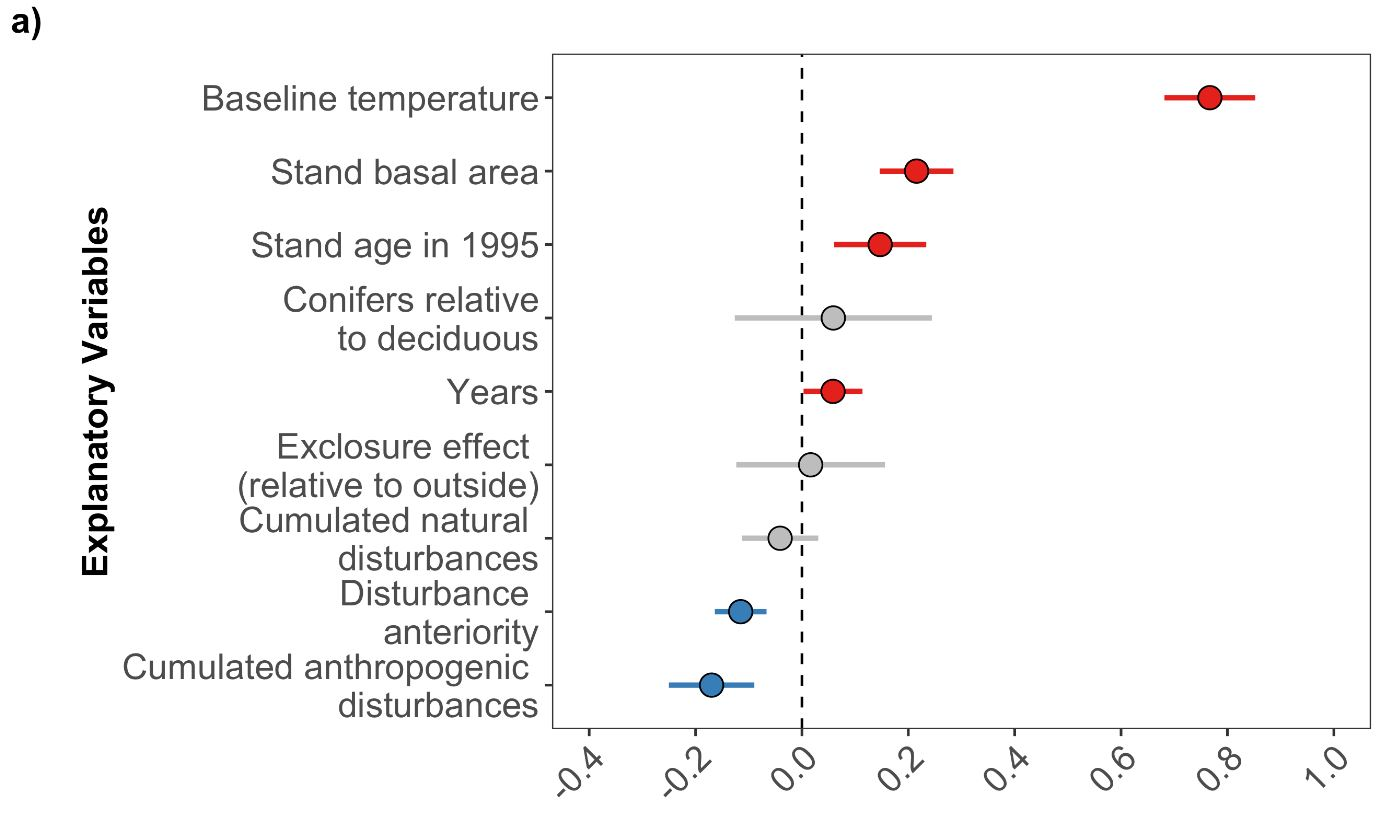 a)
Explanatory Variables
Baseline temperature
Stand basal area
Stand age in 1995
Conifers relative
to deciduous
Years
Exclosure effect
(relative to outside)
Cumulated natural
disturbances
Disturbance
anteriority
Cumulated anthropogenic
disturbances
-0.4
-0.2
0.0
0.2
0.4
0.6
0.8
1.0